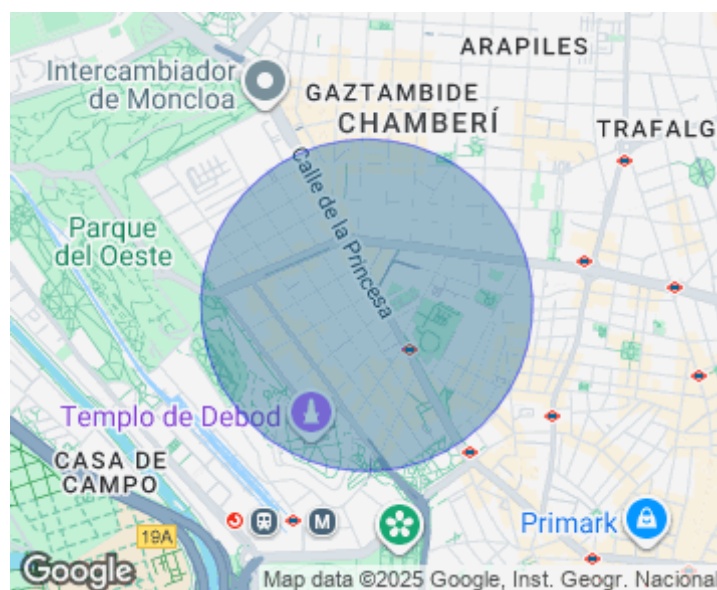 ARAPILES
Intercambiador
de Moncloa
GAZTAMBIDE
CHAMBERÍ
TRAFALG
Calle de la Princesa
Parque
del Oeste
Templo de Debod
CASA DE
CAMPO
M
Primark
19A
Google
Map data ©2025 Google, Inst. Geogr. Nacional